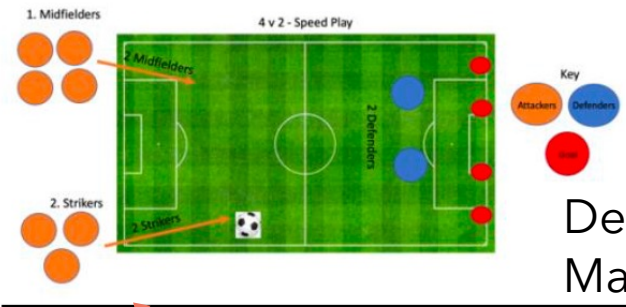 1. Midfielders
4 v 2 - Speed Play
2 Midfielders
Key
Attackers
Defenders
2 Defenders
2. Strikers
2 Strikers
De
Ma